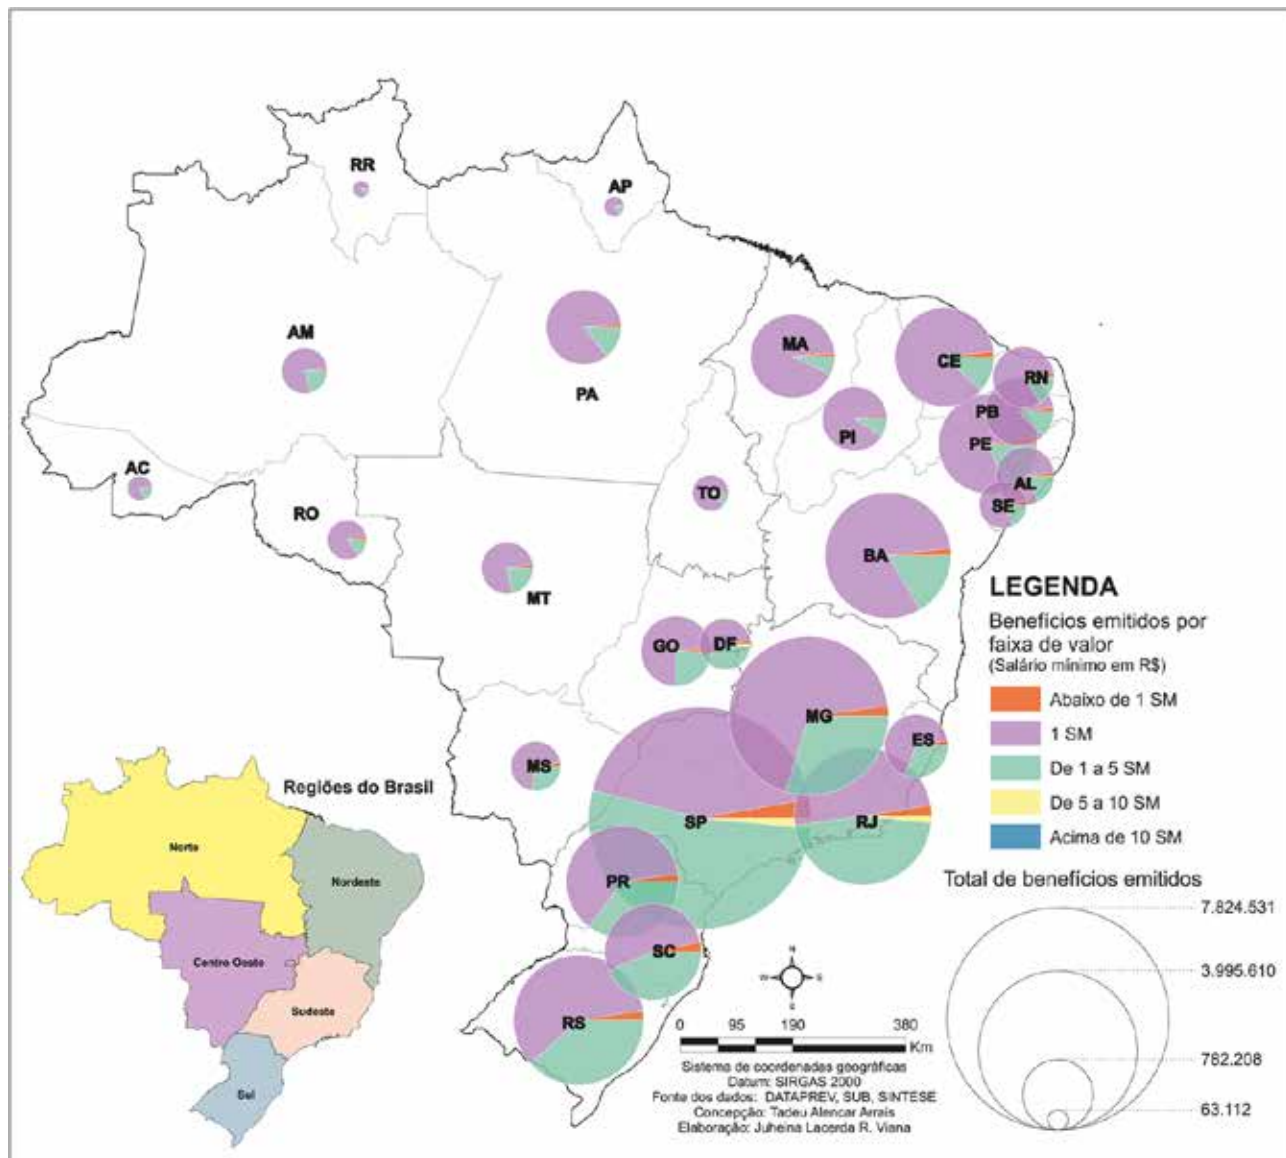 RR
AP
AM
PA
MA
CE
RN
PB
PI
PE
AC
TO
AL
SE
RO
BA
MT
GO
DF
MG
ES
MS
SP
RJ
PR
SC
RS
LEGENDA
Benefícios emitidos por
faixa de valor
(Salário mínimo em R$)
Abaixo de 1 SM
1 SM
De 1 a 5 SM
De 5 a 10 SM
Acima de 10 SM
Total de benefícios emitidos
7.824.531
3.995.610
782.208
63.112
Regiões do Brasil
Norte
Nordeste
Centro Oeste
Sudeste
Sul
N
W
S
0 95 190 380
Km
Sistema de coordenadas geográficas
Datum: SIRGAS 2000
Fonte dos dados: DATAPREV, SUB, SINTESE
Concepção: Tadeu Alencar Arrais
Elaboração: Juheina Lacerda R. Viana